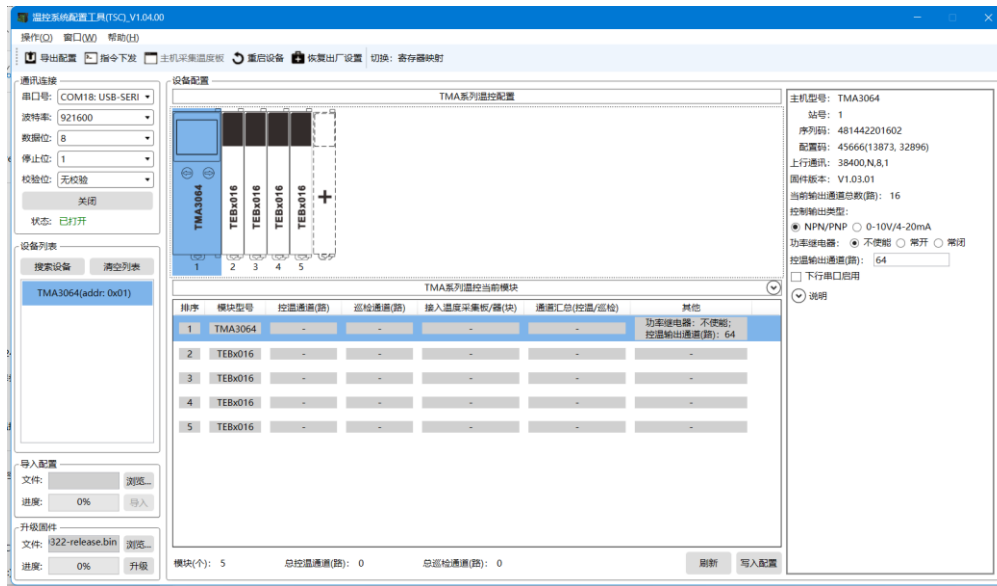 温控系统配置工具(TSC)_V1.04.00
操作(O) 窗口(W) 帮助(H)
导出配置 指令下发 主机采集温度板 重启设备 恢复出厂设置 切换：寄存器映射
通讯连接
串口号: COM18: USB-SERI
波特率: 921600
数据位: 8
停止位: 1
校验位: 无校验
关闭
状态: 已打开
设备列表
搜索设备 清空列表
TMA3064(addr: 0x01)
导入配置
文件: 浏览...
进度: 0% 导入
升级固件
文件: 322-release.bin 浏览...
进度: 0% 升级
设备配置
TMA系列温控配置
TMA3064 TEBx016 TEBx016 TEBx016 TEBx016 +
1 2 3 4 5
TMA系列温控当前模块
排序 模块型号 控温通道(路) 巡检通道(路) 接入温度采集板/器(块) 通道汇总(控温/巡检) 其他
1 TMA3064 - - - - 功率继电器：不使能;
控温输出通道(路)：64
2 TEBx016 - - - - -
3 TEBx016 - - - - -
4 TEBx016 - - - - -
5 TEBx016 - - - - -
模块(个)： 5 总控温通道(路)： 0 总巡检通道(路)： 0 刷新 写入配置
主机型号: TMA3064
站号: 1
序列码: 481442201602
配置码: 45666(13873, 32896)
上行通讯: 38400,N,8,1
固件版本: V1.03.01
当前输出通道总数(路)： 16
控制输出类型:
NPN/PNP 0-10V/4-20mA
功率继电器: 不使能 常开 常闭
控温输出通道(路)： 64
下行串口启用
说明